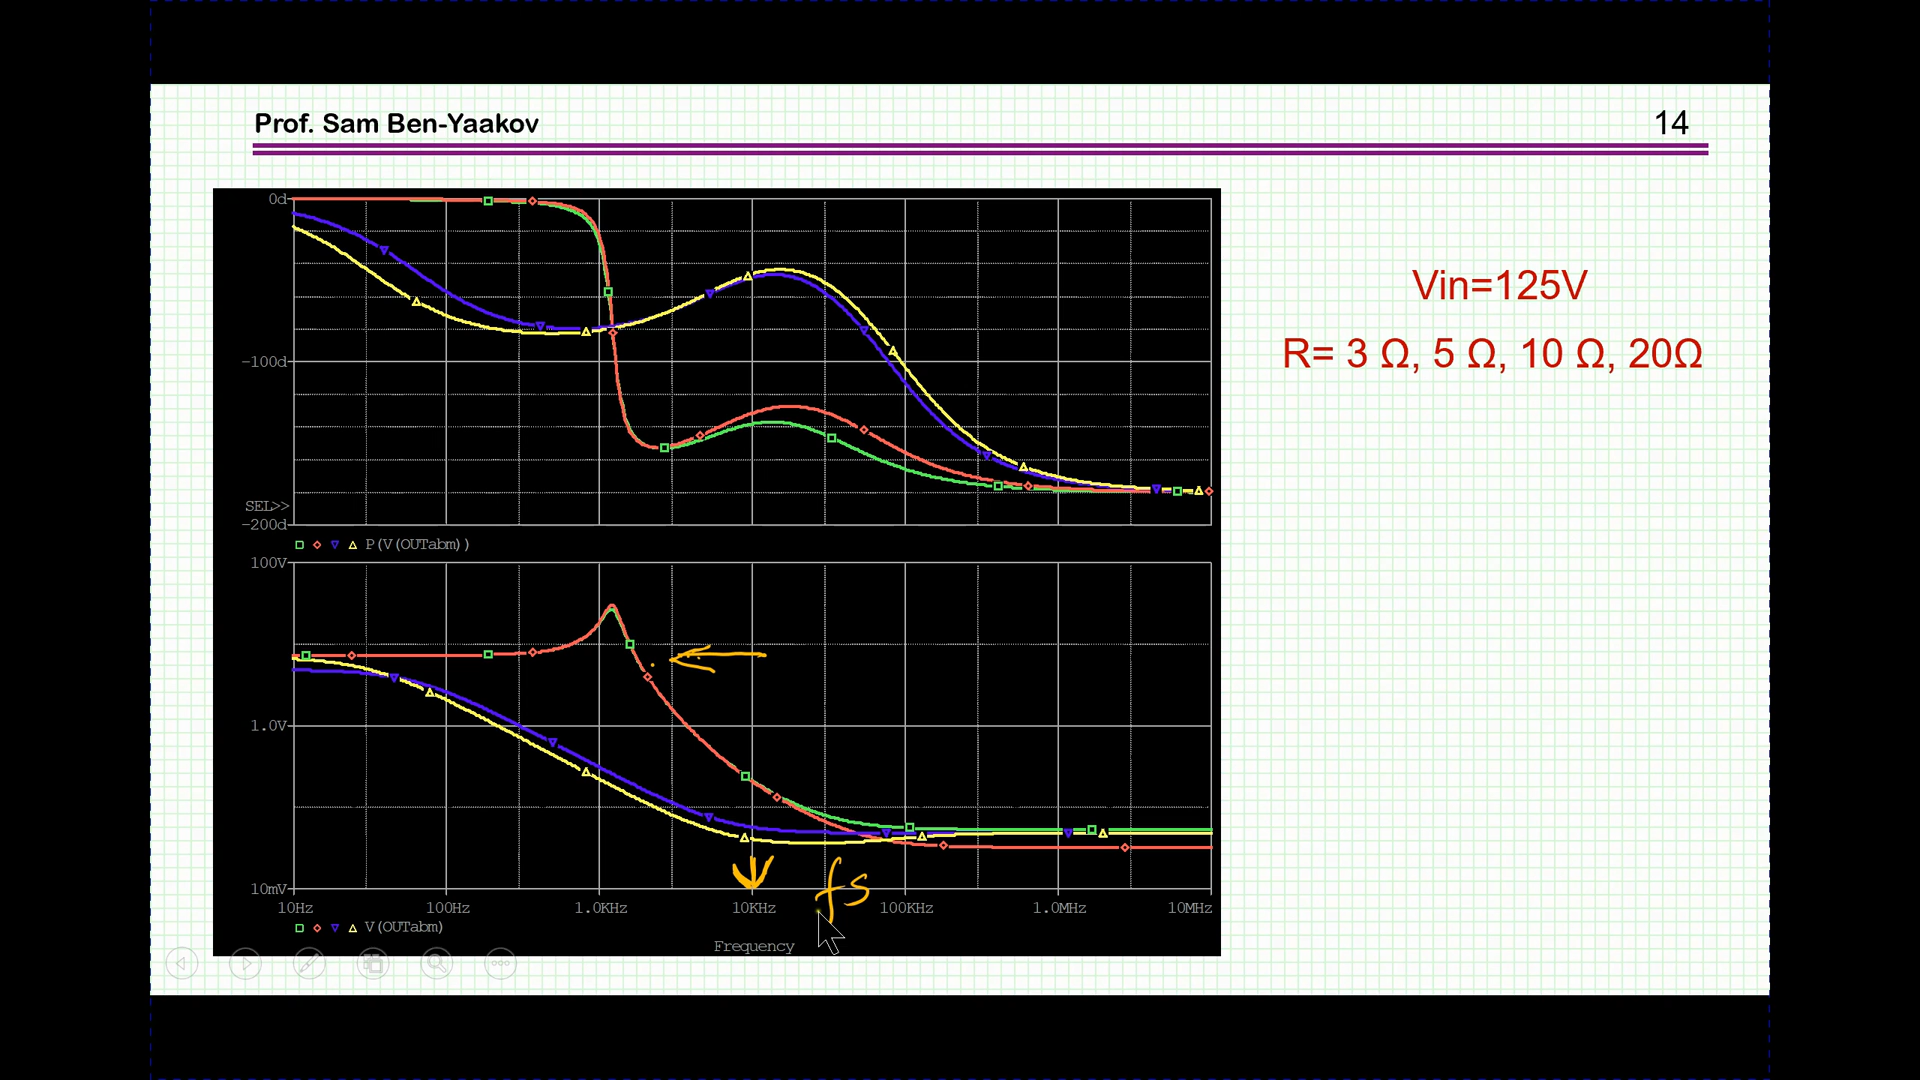 Prof. Sam Ben-Yaakov
14
0d
-100d
SEL>>
-200d
P(V(OUTabm))
100V
1.0V
10mV
10Hz 100Hz 1.0KHz 10KHz 100KHz 1.0MHz 10MHz
V(OUTabm)
Frequency
fs
Vin=125V
R= 3 Ω, 5 Ω, 10 Ω, 20Ω